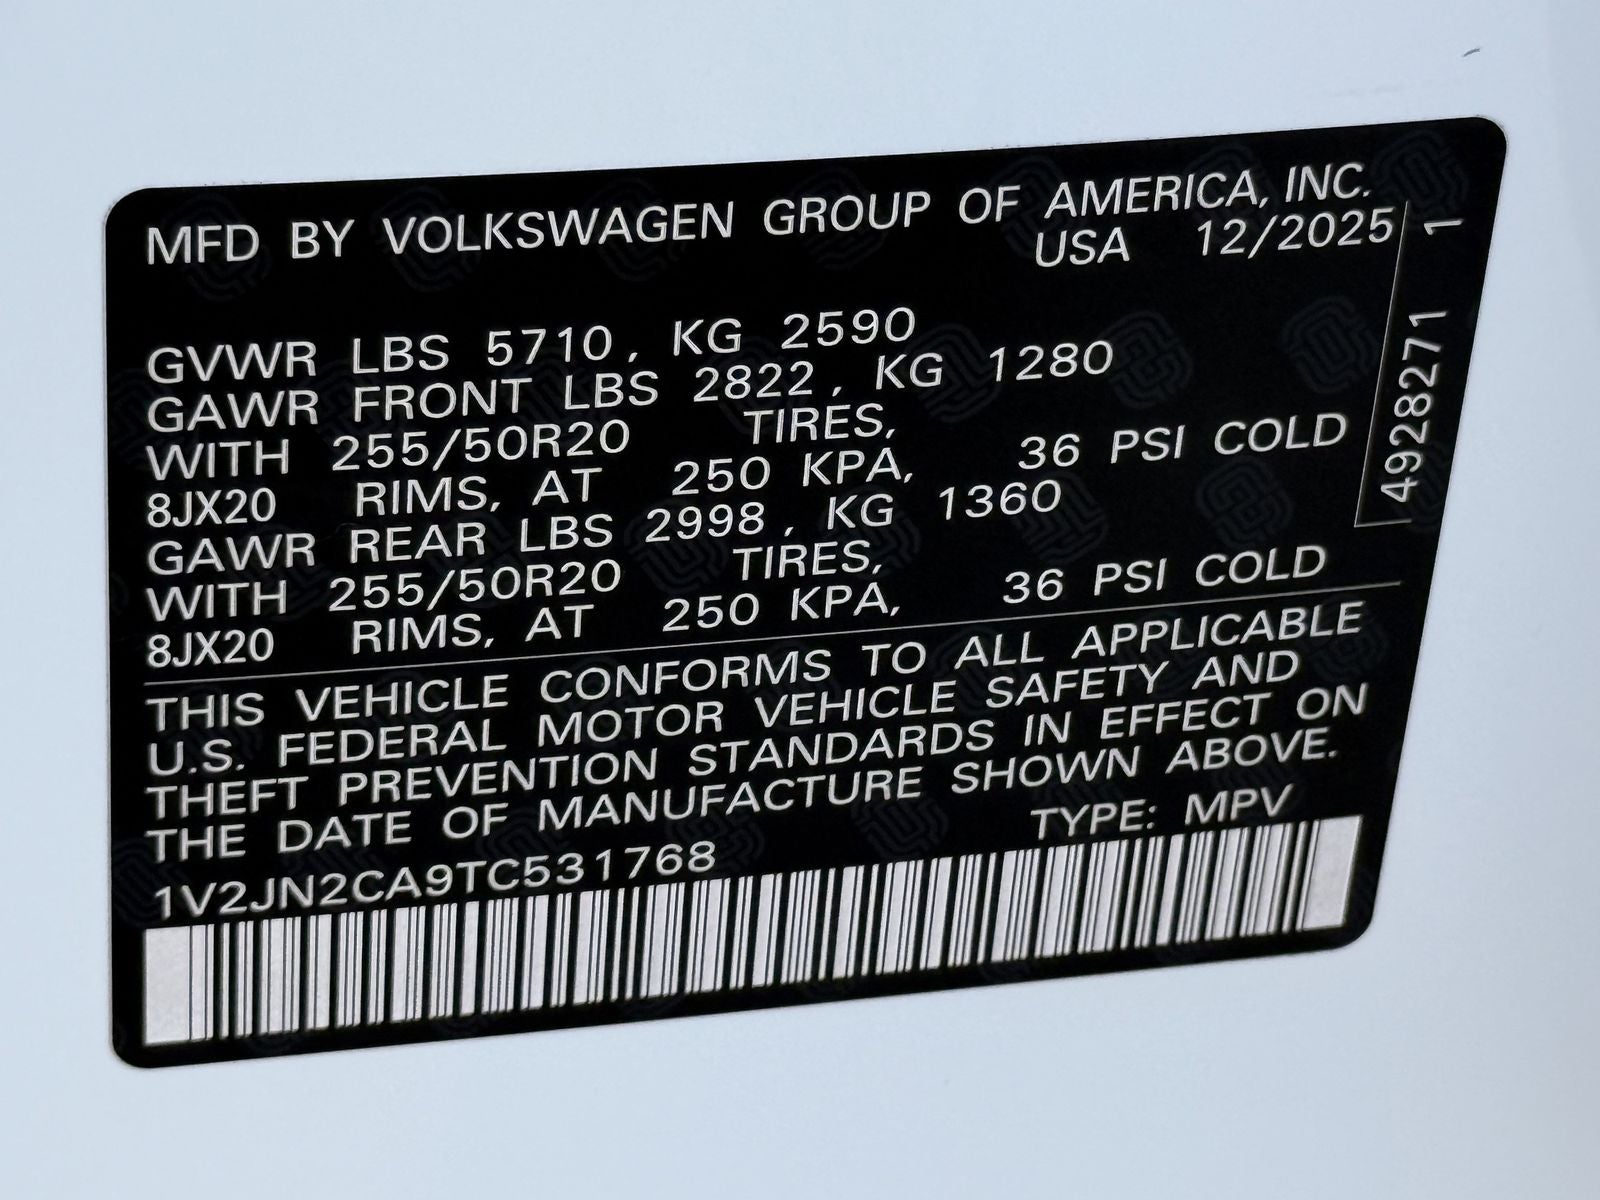 MFD BY VOLKSWAGEN GROUP OF AMERICA, INC.
USA 12/2025
GVWR LBS 5710, KG 2590
GAWR FRONT LBS 2822, KG 1280
WITH 255/50R20 TIRES,
8JX20 RIMS, AT 250 KPA, 36 PSI COLD
GAWR REAR LBS 2998, KG 1360
WITH 255/50R20 TIRES,
8JX20 RIMS, AT 250 KPA, 36 PSI COLD
THIS VEHICLE CONFORMS TO ALL APPLICABLE
U.S. FEDERAL MOTOR VEHICLE SAFETY AND
THEFT PREVENTION STANDARDS IN EFFECT ON
THE DATE OF MANUFACTURE SHOWN ABOVE.
TYPE: MPV
1V2JN2CA9TC531768
4928271 1